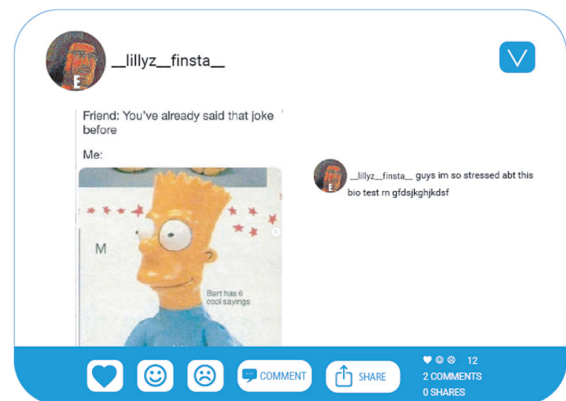 __lillyz__finsta__
V
E
Friend: You've already said that joke
before
Me:
M
Bart has 6
cool sayings
__lillyz__finsta__ guys im so stressed abt this
bio test rn gfdsjkghjkdsf
E
COMMENT
SHARE
12
2 COMMENTS
0 SHARES